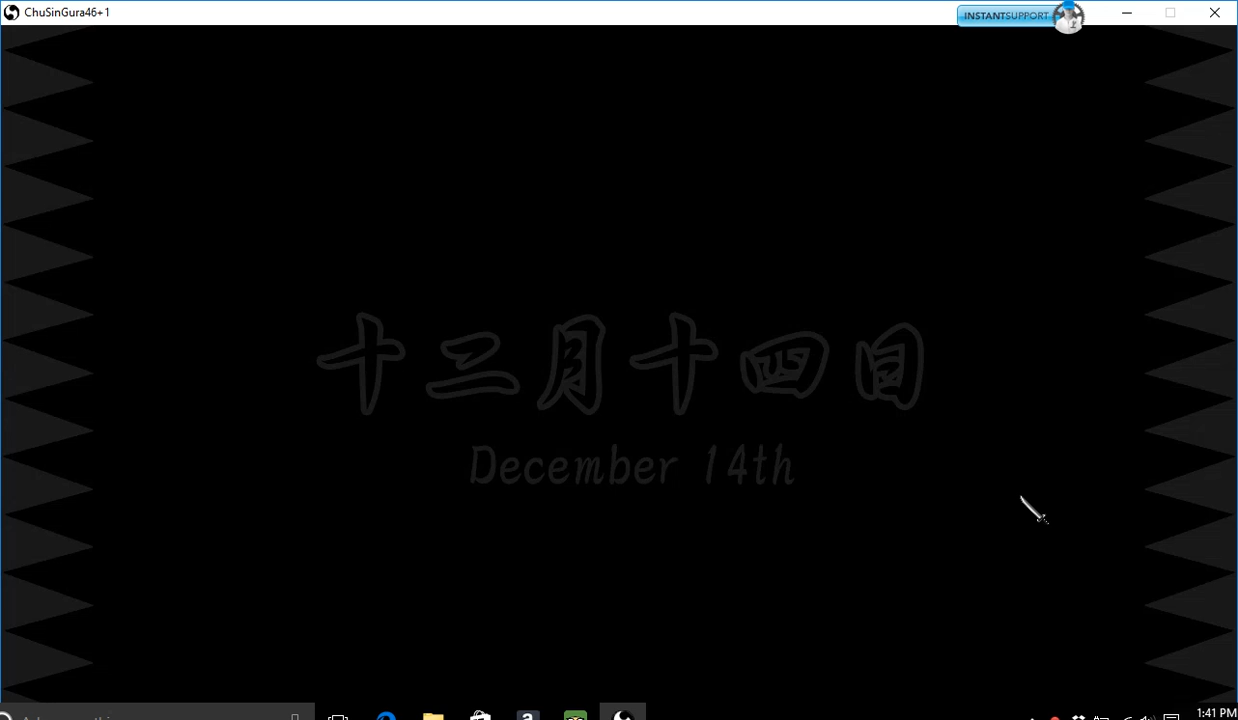 ChuSinGura46+1
INSTANTSUPPORT
十二月十四日
December 14th
1:41 PM